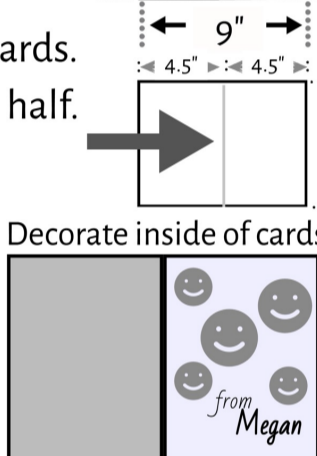 9"
ards.
4.5" 4.5"
half.
Decorate inside of cards
from
Megan